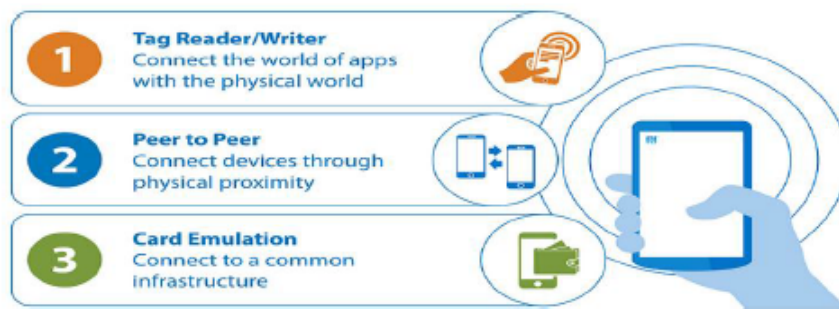 1
Tag Reader/Writer
Connect the world of apps
with the physical world
2
Peer to Peer
Connect devices through
physical proximity
3
Card Emulation
Connect to a common
infrastructure